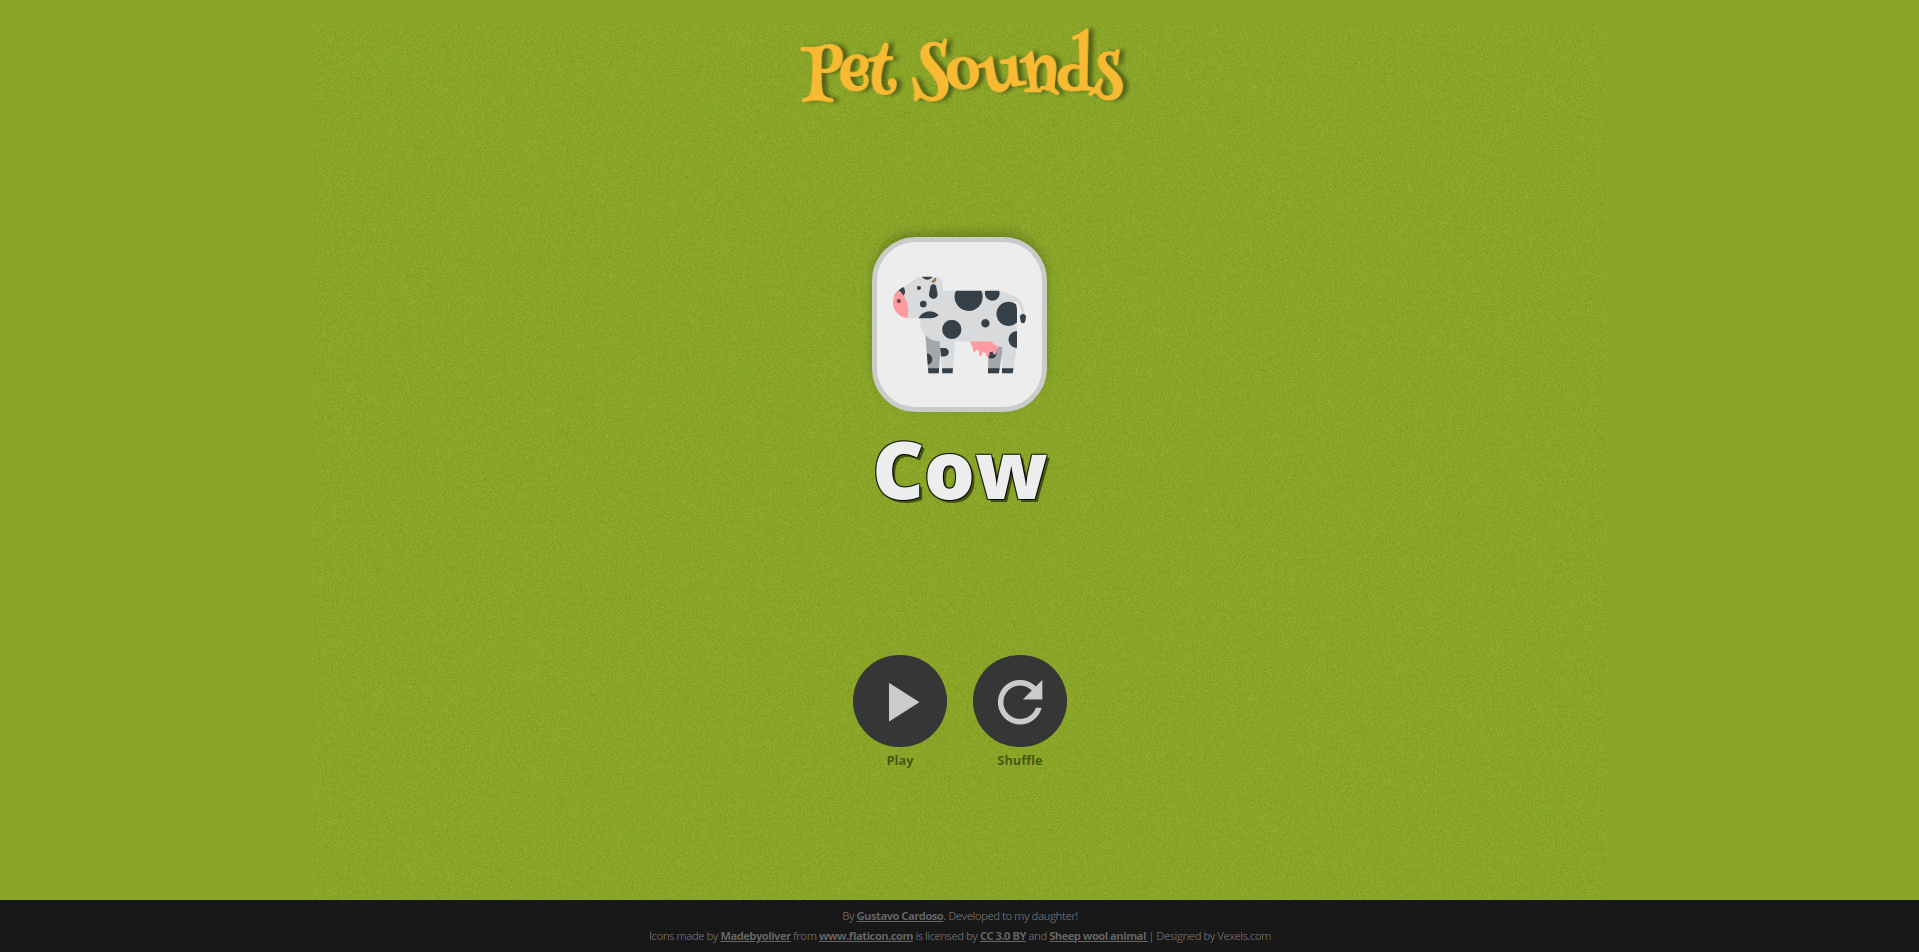 Pet Sounds
Cow
Play
Shuffle
By Gustavo Cardoso. Developed to my daughter!
Icons made by Madebyoliver from www.flaticon.com is licensed by CC 3.0 BY and Sheep wool animal | Designed by Vexels.com